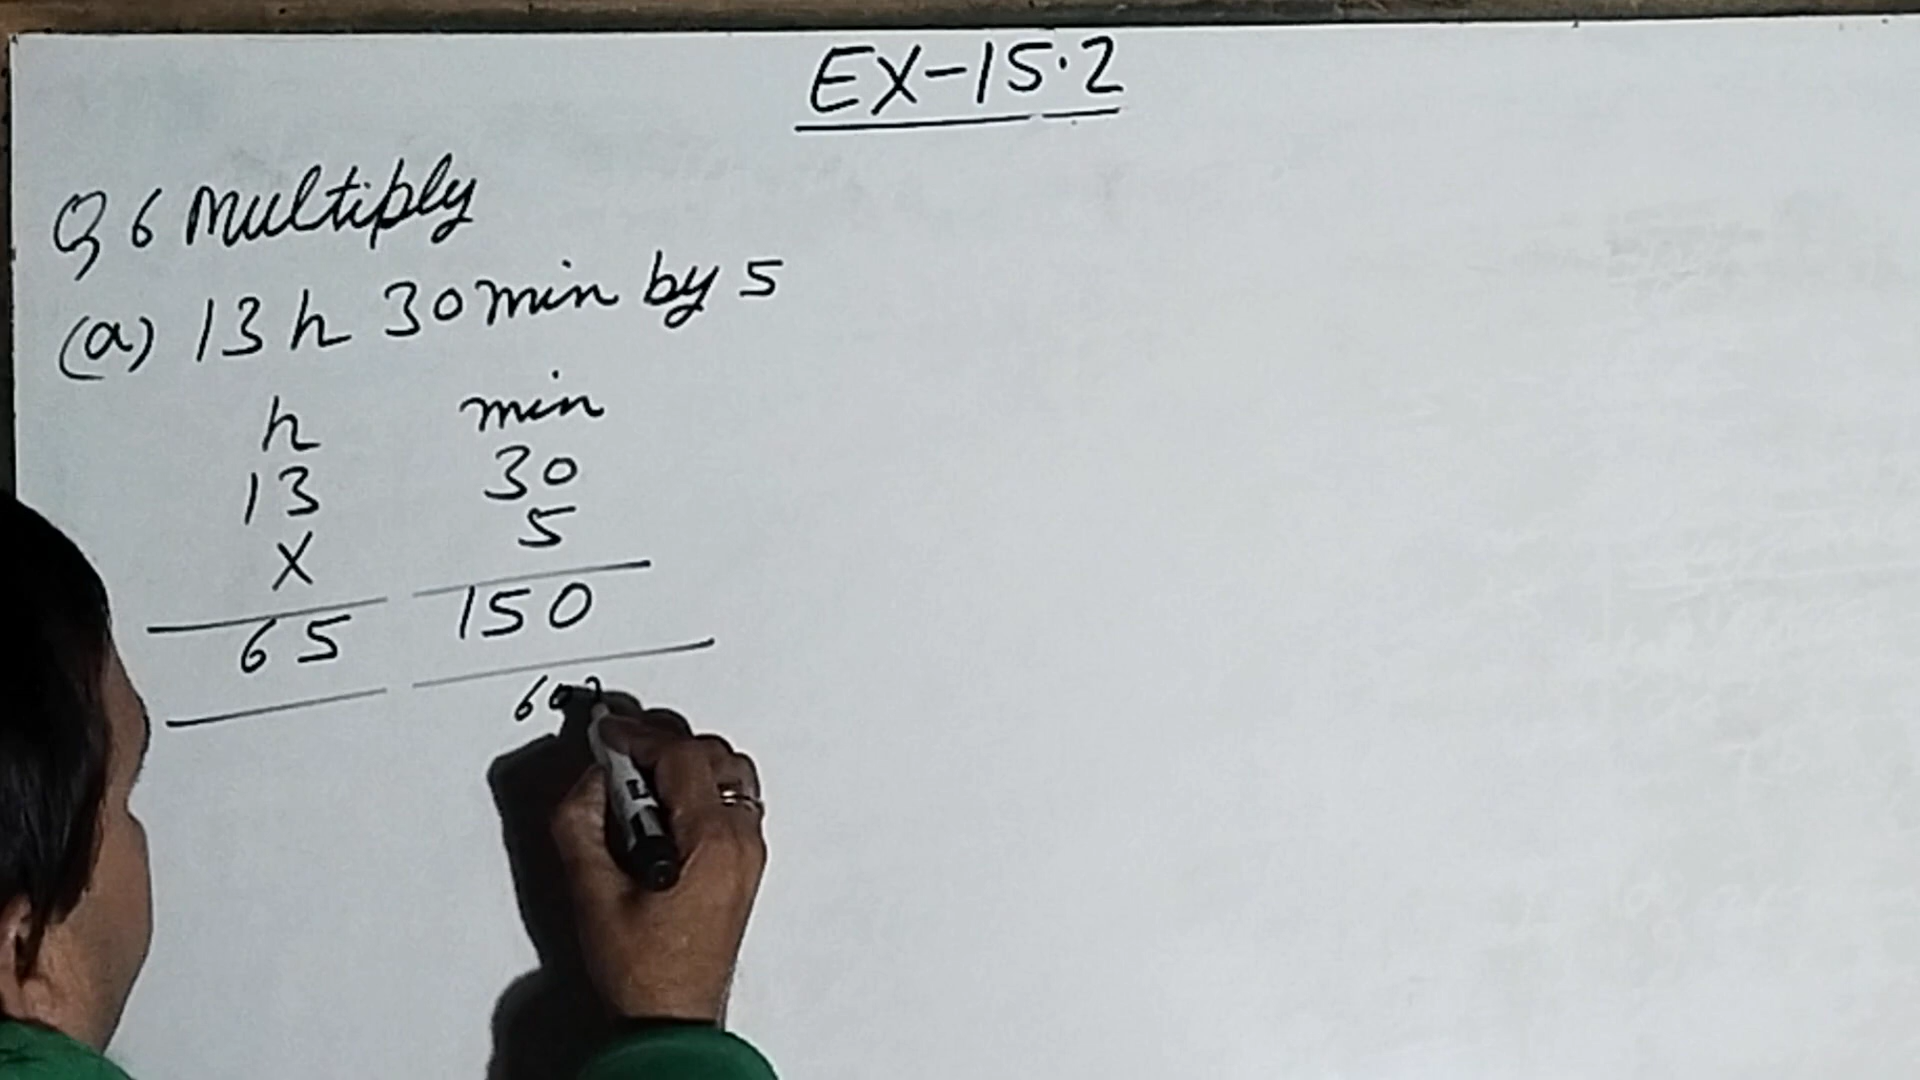 EX-15.2
Q 6 Multiply
(a) 13 h 30 min by 5
h min
13 30
X 5
65 150
60